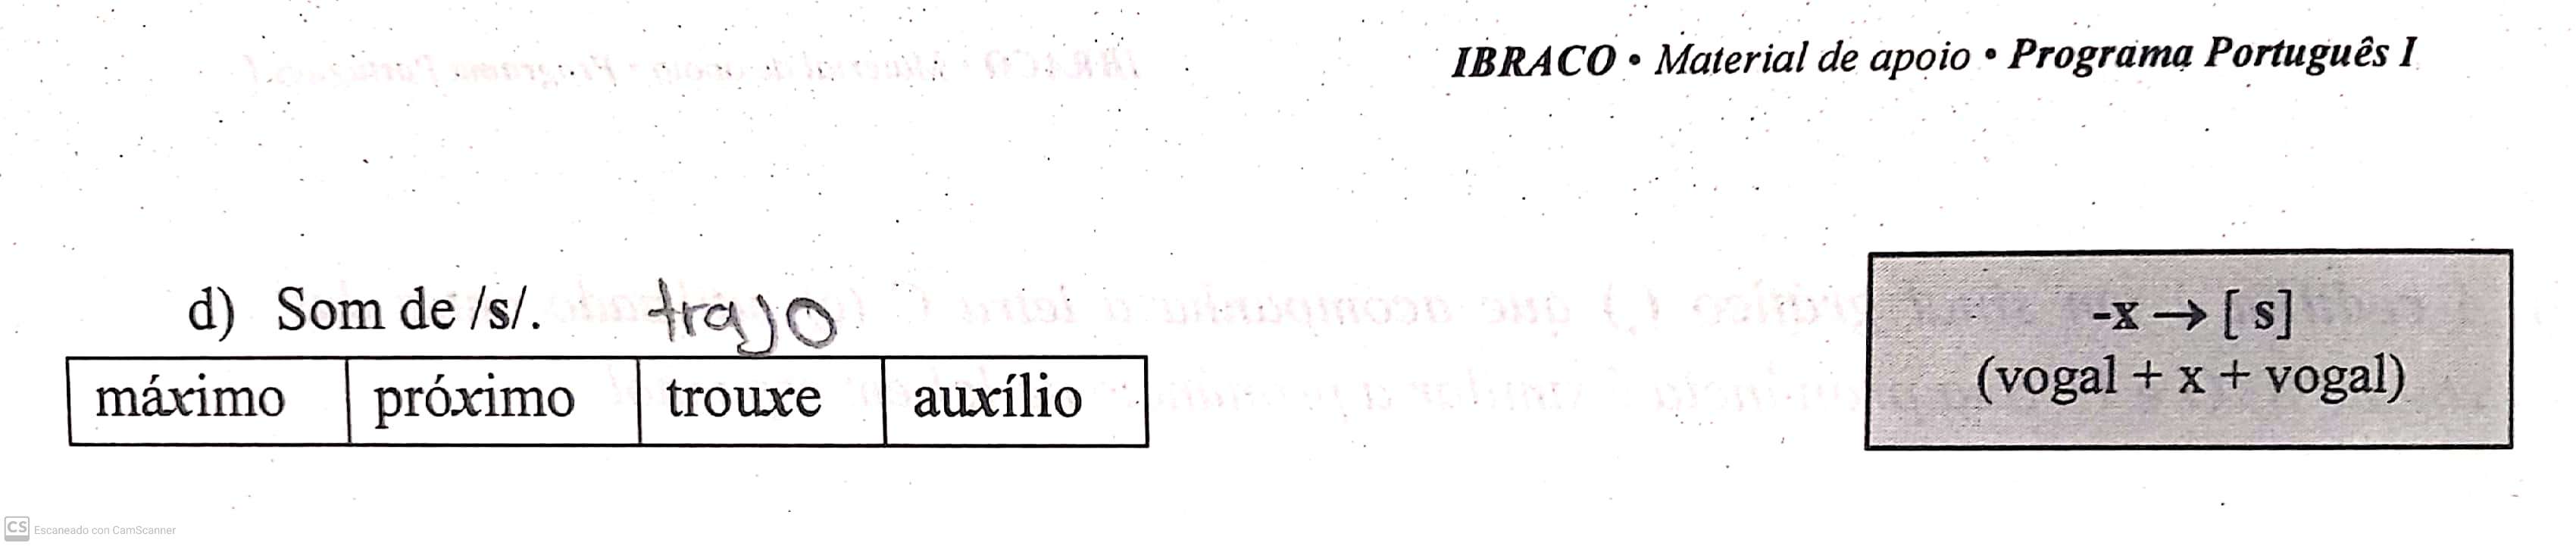 IBRACO • Material de apoio • Programa Português I
d) Som de /s/. trajo
máximo próximo trouxe auxílio
-x → [ s]
(vogal + x + vogal)
CS Escaneado con CamScanner